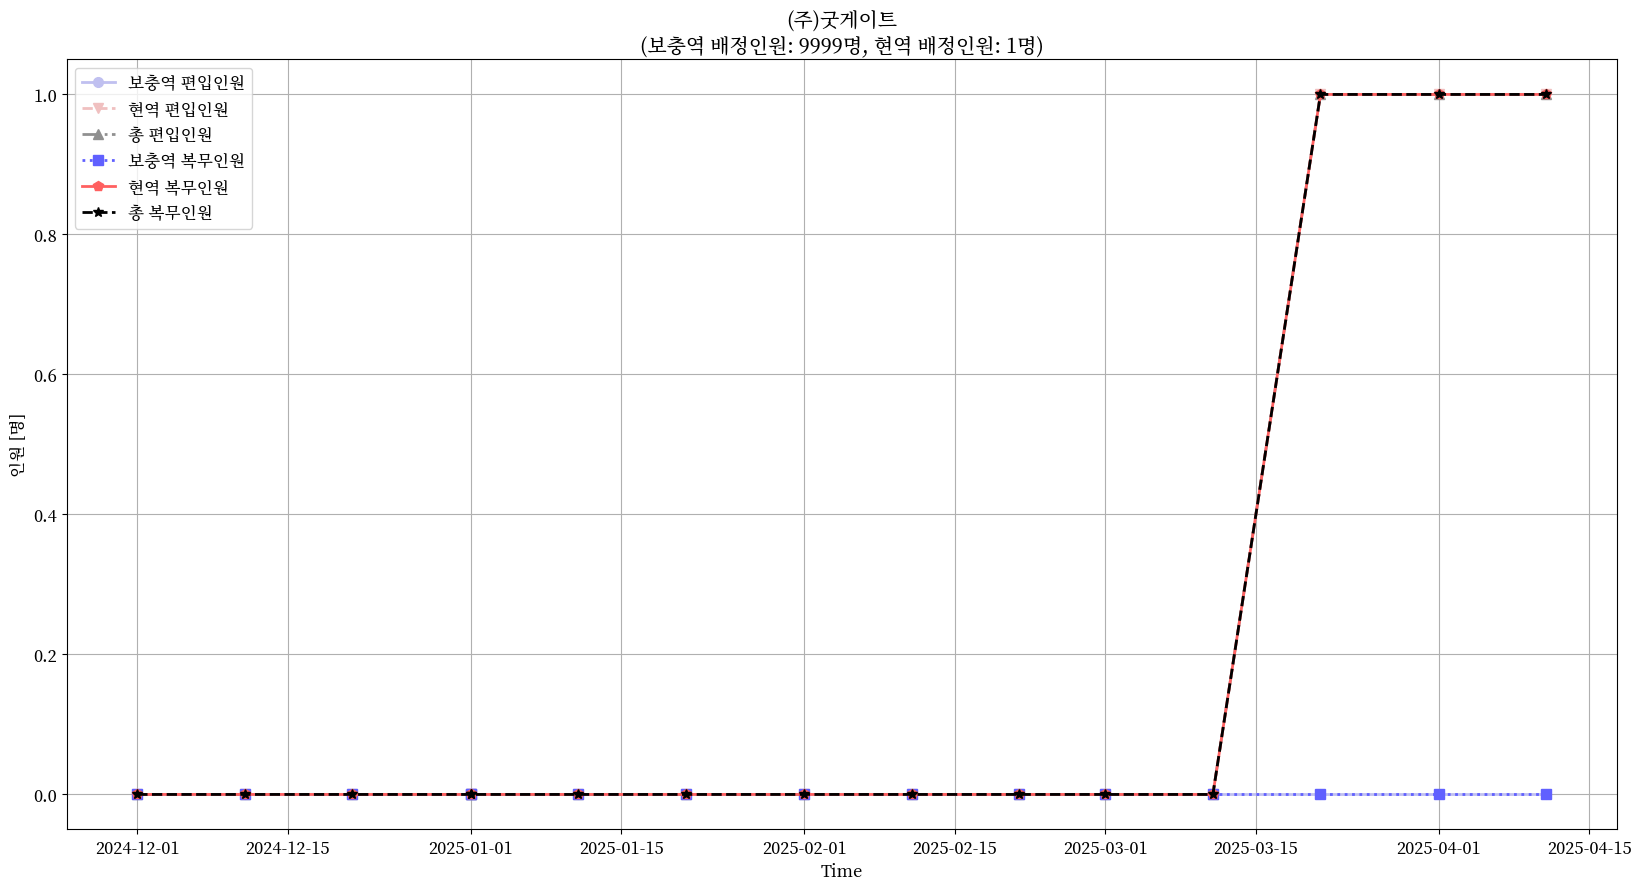 (주)굿게이트
(보충역 배정인원: 9999명, 현역 배정인원: 1명)
보충역 편입인원
현역 편입인원
총 편입인원
보충역 복무인원
현역 복무인원
총 복무인원
인원 [명]
1.0
0.8
0.6
0.4
0.2
0.0
2024-12-01
2024-12-15
2025-01-01
2025-01-15
2025-02-01
2025-02-15
2025-03-01
2025-03-15
2025-04-01
2025-04-15
Time